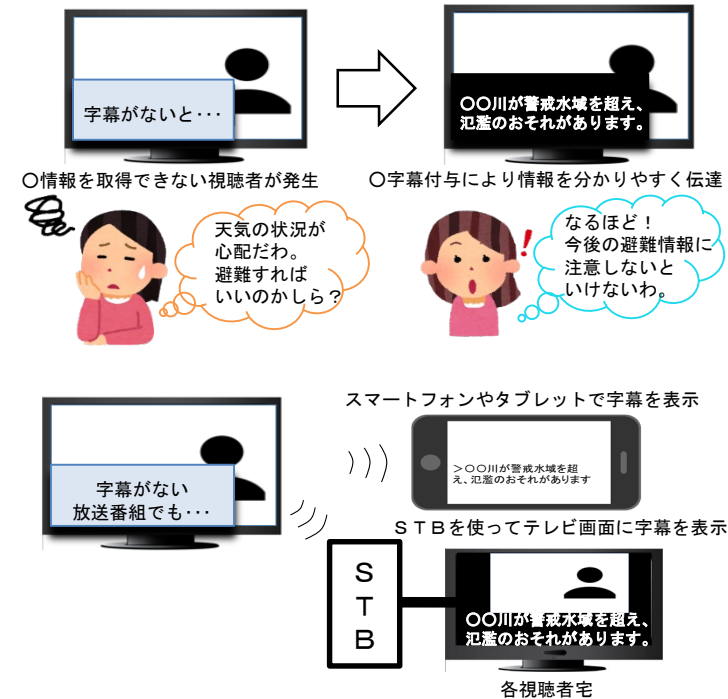 字幕がないと・・・
〇〇川が警戒水域を超え、
氾濫のおそれがあります。
〇情報を取得できない視聴者が発生
〇字幕付与により情報を分かりやすく伝達
天気の状況が
心配だわ。
避難すれば
いいのかしら？
！
なるほど！
今後の避難情報に
注意しないと
いけないわ。
スマートフォンやタブレットで字幕を表示
字幕がない
放送番組でも・・・
＞〇〇川が警戒水域を超
え、氾濫のおそれがあります
ＳＴＢを使ってテレビ画面に字幕を表示
Ｓ
Ｔ
Ｂ
〇〇川が警戒水域を超え、
氾濫のおそれがあります。
各視聴者宅